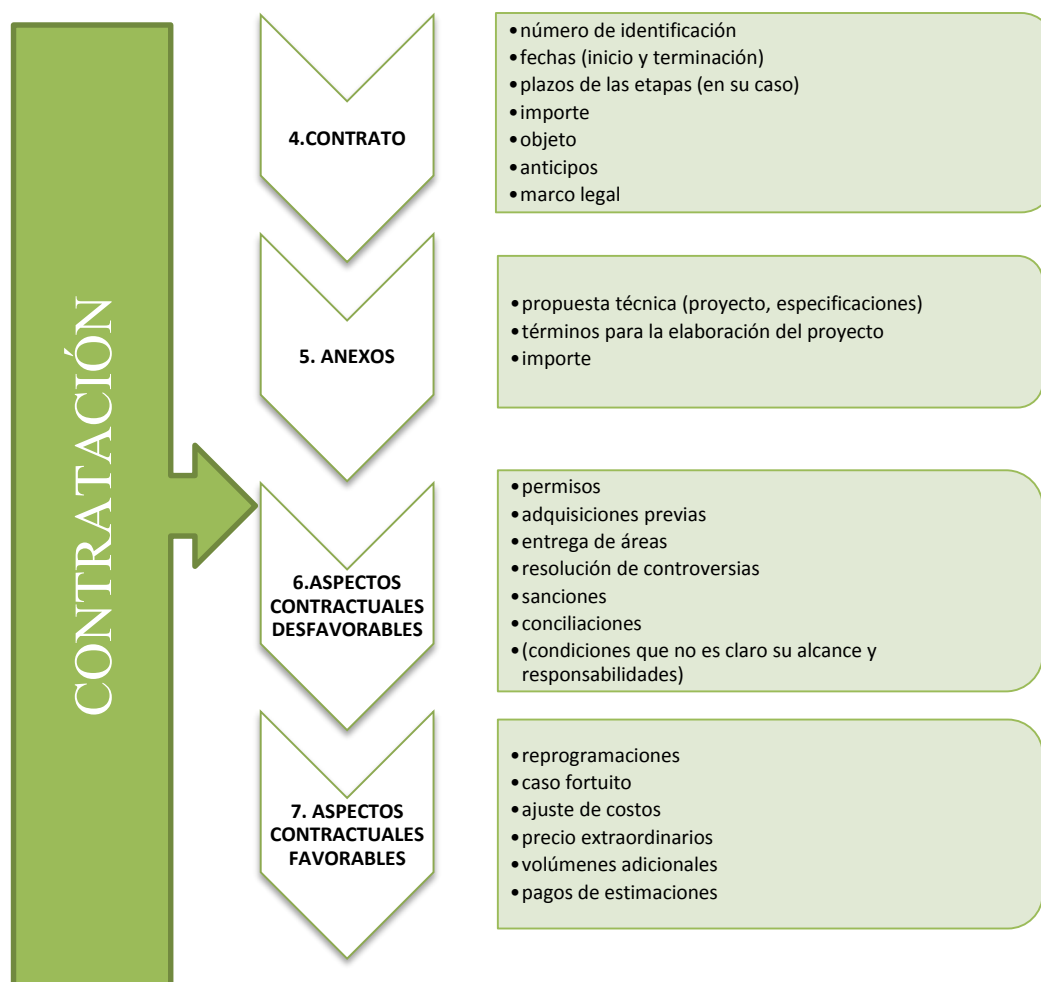 CONTRATACIÓN
4.CONTRATO
•número de identificación
•fechas (inicio y terminación)
•plazos de las etapas (en su caso)
•importe
•objeto
•anticipos
•marco legal
5. ANEXOS
•propuesta técnica (proyecto, especificaciones)
•términos para la elaboración del proyecto
•importe
6.ASPECTOS
CONTRACTUALES
DESFAVORABLES
•permisos
•adquisiciones previas
•entrega de áreas
•resolución de controversias
•sanciones
•conciliaciones
•(condiciones que no es claro su alcance y
responsabilidades)
7. ASPECTOS
CONTRACTUALES
FAVORABLES
•reprogramaciones
•caso fortuito
•ajuste de costos
•precio extraordinarios
•volúmenes adicionales
•pagos de estimaciones